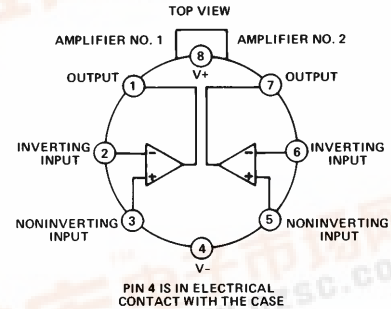 TOP VIEW
AMPLIFIER NO. 1
AMPLIFIER NO. 2
8
V+
OUTPUT
1
7
OUTPUT
INVERTING
INPUT
2
−
+
−
+
6
INVERTING
INPUT
NONINVERTING
INPUT
3
5
NONINVERTING
INPUT
4
V−
PIN 4 IS IN ELECTRICAL
CONTACT WITH THE CASE